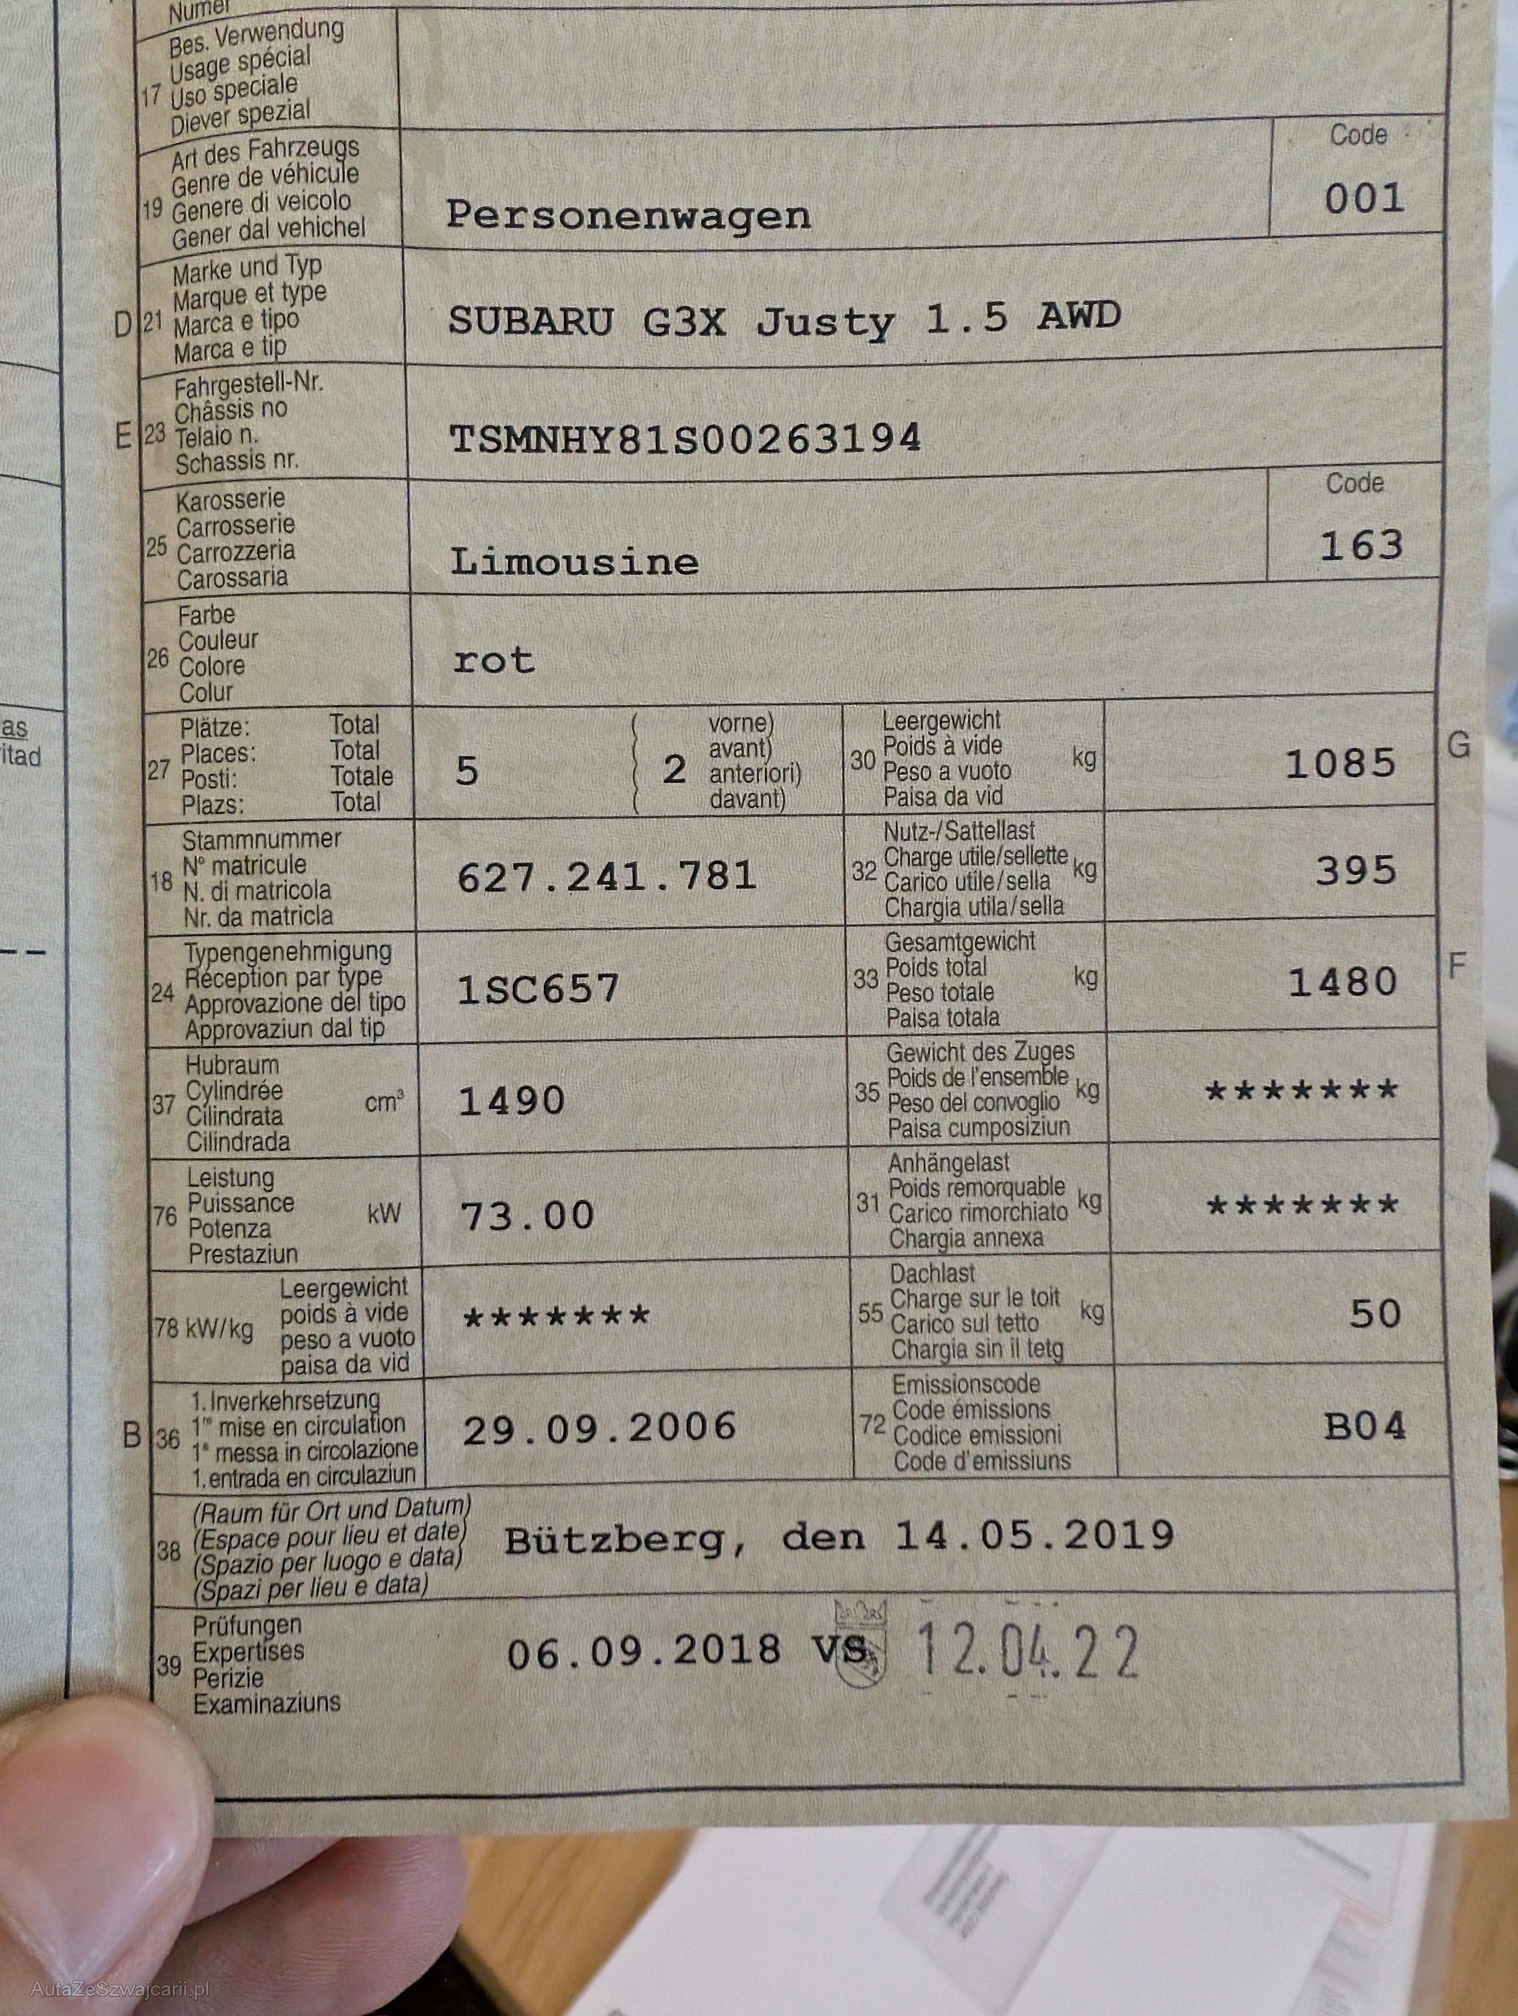 Numer
17
Bes. Verwendung
Usage spécial
Uso speciale
Diever spezial
19
Art des Fahrzeugs
Genre de véhicule
Genere di veicolo
Gener dal vehichel
Personenwagen
Code
001
D 21
Marke und Typ
Marque et type
Marca e tipo
Marca e tip
SUBARU G3X Justy 1.5 AWD
E 23
Fahrgestell-Nr.
Châssis no
Telaio n.
Schassis nr.
TSMNHY81S00263194
25
Karosserie
Carrosserie
Carrozzeria
Carossaria
Limousine
Code
163
26
Farbe
Couleur
Colore
Colur
rot
as
itad
27
Plätze: Total
Places: Total
Posti: Totale
Plazs: Total
5
( 2
vorne)
avant)
anteriori)
davant)
30
Leergewicht
Poids à vide
Peso a vuoto
Paisa da vid
kg
1085
G
18
Stammnummer
N° matricule
N. di matricola
Nr. da matricla
627.241.781
32
Nutz-/Sattellast
Charge utile/sellette
Carico utile/sella
Chargia utila/sella
kg
395
24
Typengenehmigung
Réception par type
Approvazione del tipo
Approvaziun dal tip
1SC657
33
Gesamtgewicht
Poids total
Peso totale
Paisa totala
kg
1480
F
37
Hubraum
Cylindrée
Cilindrata
Cilindrada
cm³
1490
35
Gewicht des Zuges
Poids de l'ensemble
Peso del convoglio
Paisa cumposiziun
kg
*******
76
Leistung
Puissance
Potenza
Prestaziun
kW
73.00
31
Anhängelast
Poids remorquable
Carico rimorchiato
Chargia annexa
kg
*******
78 kW/kg
Leergewicht
poids à vide
peso a vuoto
paisa da vid
*******
55
Dachlast
Charge sur le toit
Carico sul tetto
Chargia sin il tetg
kg
50
B 36
1. Inverkehrsetzung
1re mise en circulation
1a messa in circolazione
1. entrada en circulaziun
29.09.2006
72
Emissionscode
Code émissions
Codice emissioni
Code d'emissiuns
B04
38
(Raum für Ort und Datum)
(Espace pour lieu et date)
(Spazio per luogo e data)
(Spazi per lieu e data)
Bützberg, den 14.05.2019
39
Prüfungen
Expertises
Perizie
Examinaziuns
06.09.2018 VS
12.04.22
AutaZeSzwajcarii.pl